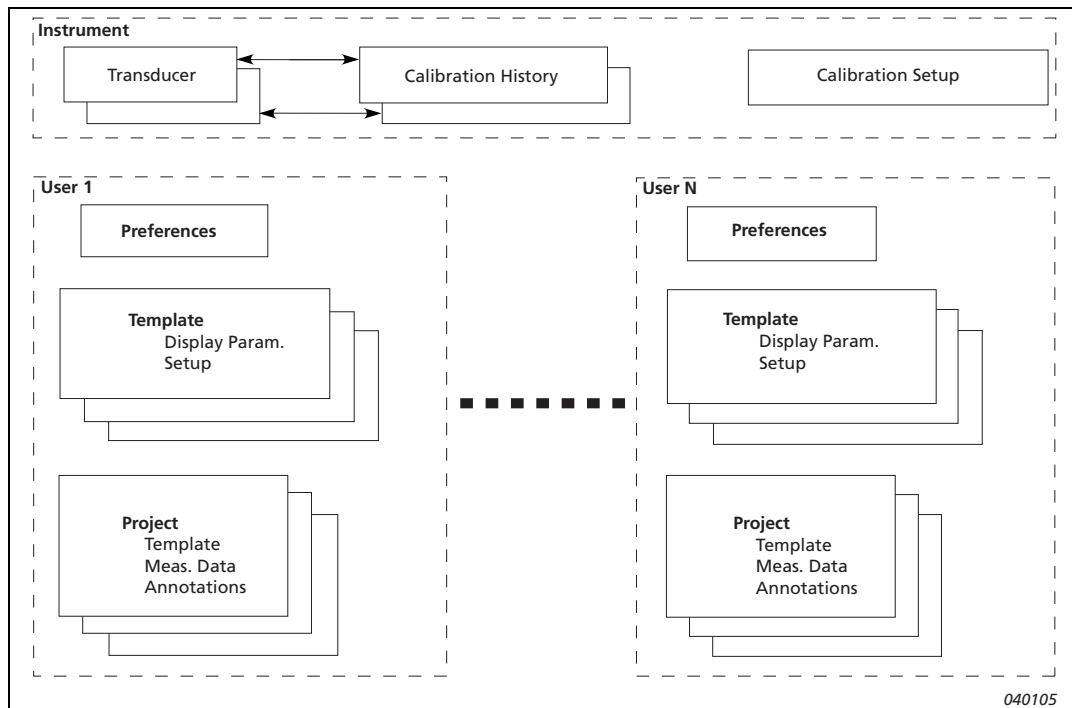 Instrument
Transducer
Calibration History
Calibration Setup
User 1
Preferences
Template
Display Param.
Setup
Project
Template
Meas. Data
Annotations
User N
Preferences
Template
Display Param.
Setup
Project
Template
Meas. Data
Annotations
040105